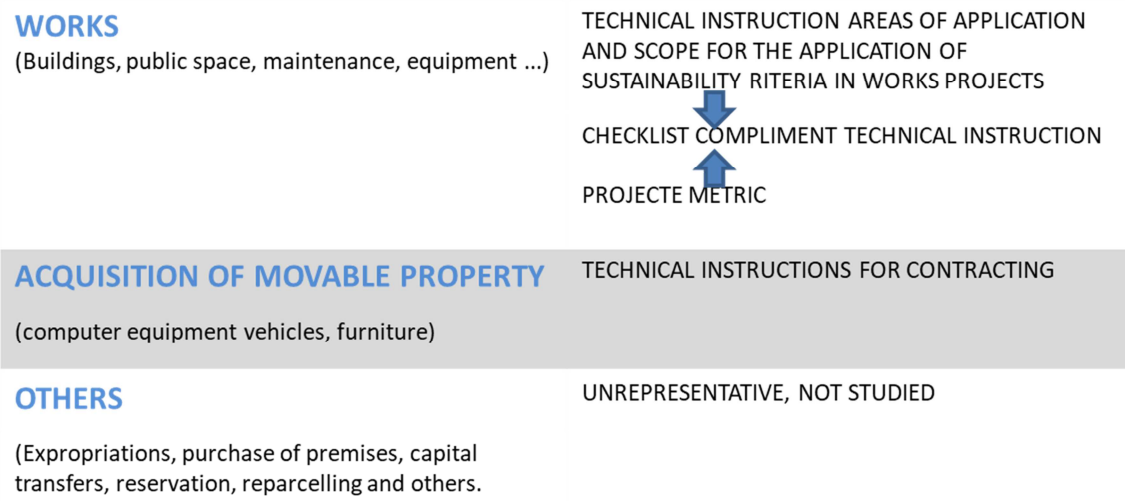 WORKS
(Buildings, public space, maintenance, equipment ...)
TECHNICAL INSTRUCTION AREAS OF APPLICATION
AND SCOPE FOR THE APPLICATION OF
SUSTAINABILITY RITERIA IN WORKS PROJECTS
CHECKLIST COMPLIMENT TECHNICAL INSTRUCTION
PROJECTE METRIC
ACQUISITION OF MOVABLE PROPERTY
(computer equipment vehicles, furniture)
TECHNICAL INSTRUCTIONS FOR CONTRACTING
OTHERS
(Expropriations, purchase of premises, capital
transfers, reservation, reparcelling and others.
UNREPRESENTATIVE, NOT STUDIED